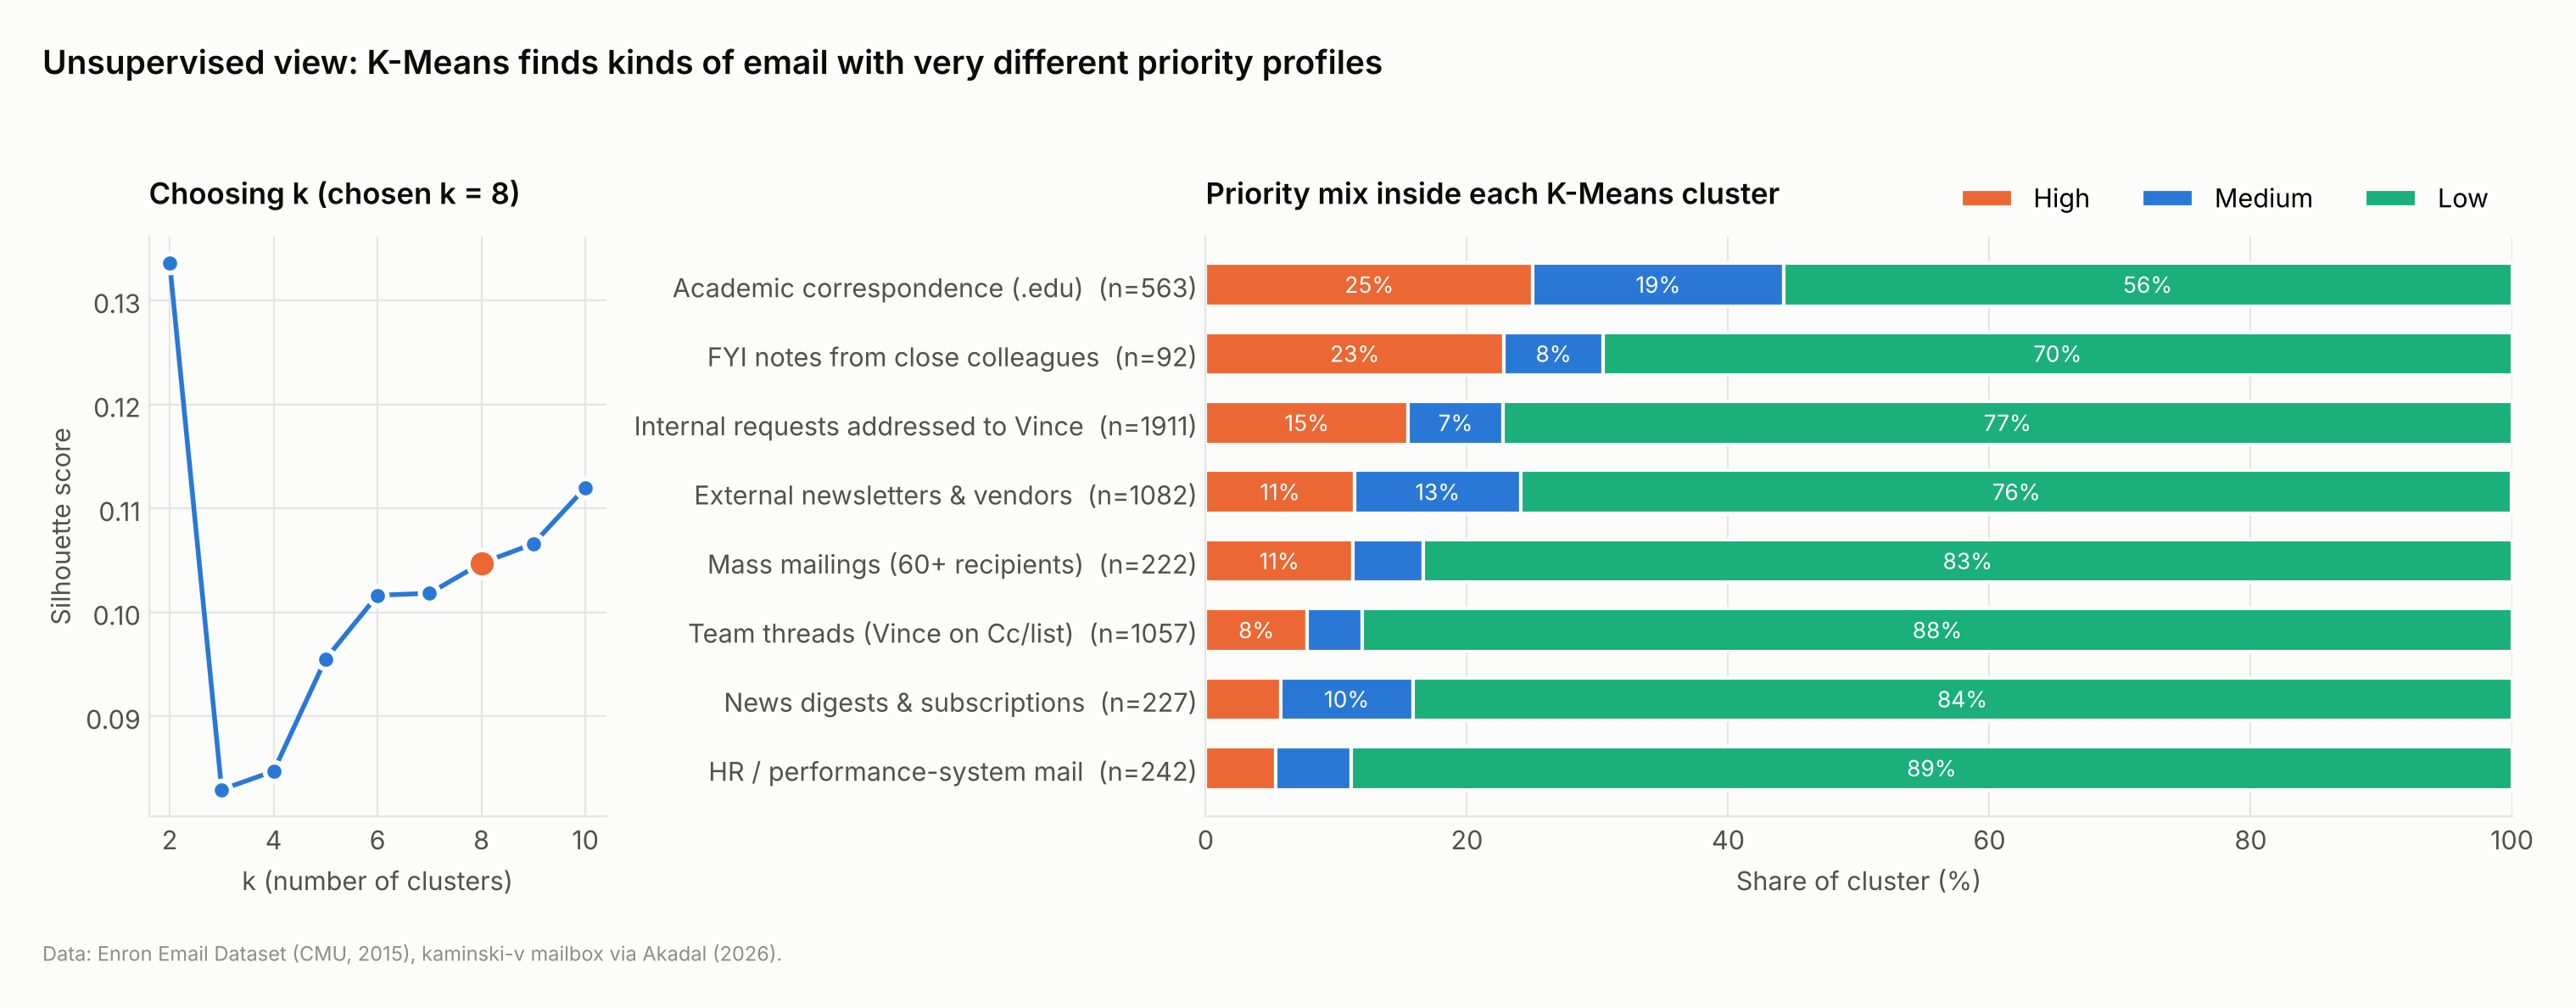 Unsupervised view: K-Means finds kinds of email with very different priority profiles
Choosing k (chosen k = 8)
Silhouette score
0.13
0.12
0.11
0.10
0.09
2 4 6 8 10
k (number of clusters)
Priority mix inside each K-Means cluster
High Medium Low
Academic correspondence (.edu) (n=563) 25% 19% 56%
FYI notes from close colleagues (n=92) 23% 8% 70%
Internal requests addressed to Vince (n=1911) 15% 7% 77%
External newsletters & vendors (n=1082) 11% 13% 76%
Mass mailings (60+ recipients) (n=222) 11% 83%
Team threads (Vince on Cc/list) (n=1057) 8% 88%
News digests & subscriptions (n=227) 10% 84%
HR / performance-system mail (n=242) 89%
0 20 40 60 80 100
Share of cluster (%)
Data: Enron Email Dataset (CMU, 2015), kaminski-v mailbox via Akadal (2026).